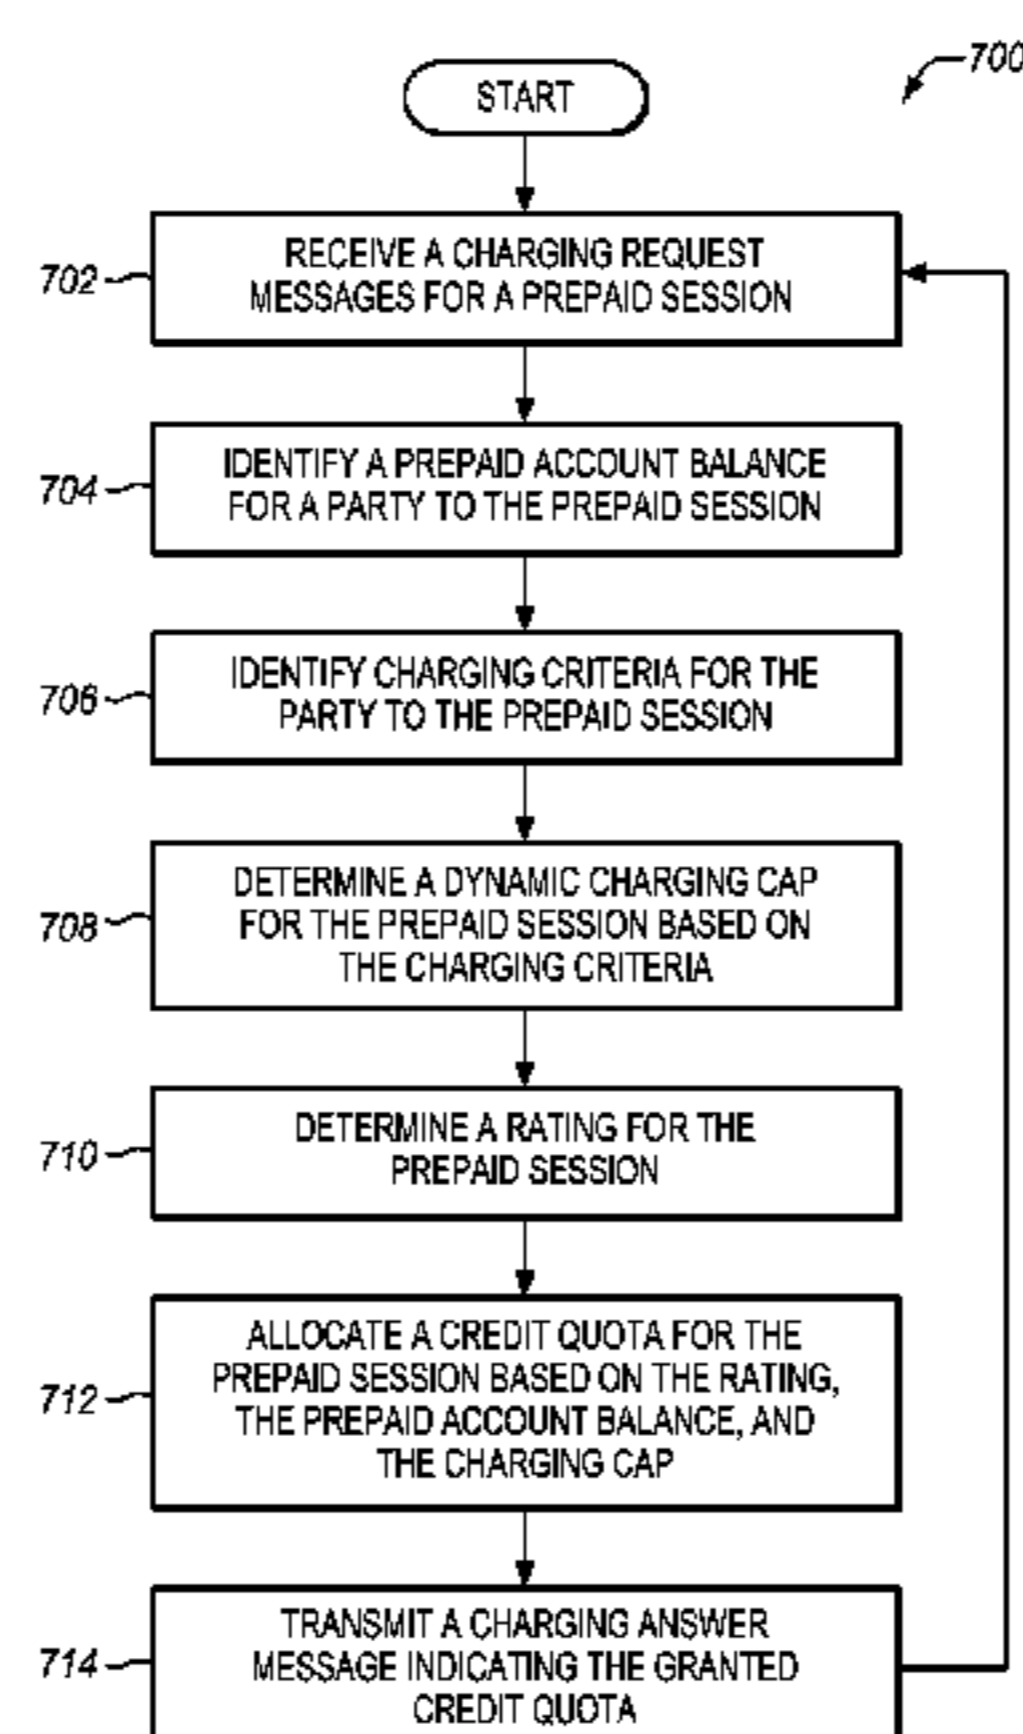 700
START
702
RECEIVE A CHARGING REQUEST
MESSAGES FOR A PREPAID SESSION
704
IDENTIFY A PREPAID ACCOUNT BALANCE
FOR A PARTY TO THE PREPAID SESSION
706
IDENTIFY CHARGING CRITERIA FOR THE
PARTY TO THE PREPAID SESSION
708
DETERMINE A DYNAMIC CHARGING CAP
FOR THE PREPAID SESSION BASED ON
THE CHARGING CRITERIA
710
DETERMINE A RATING FOR THE
PREPAID SESSION
712
ALLOCATE A CREDIT QUOTA FOR THE
PREPAID SESSION BASED ON THE RATING,
THE PREPAID ACCOUNT BALANCE, AND
THE CHARGING CAP
714
TRANSMIT A CHARGING ANSWER
MESSAGE INDICATING THE GRANTED
CREDIT QUOTA